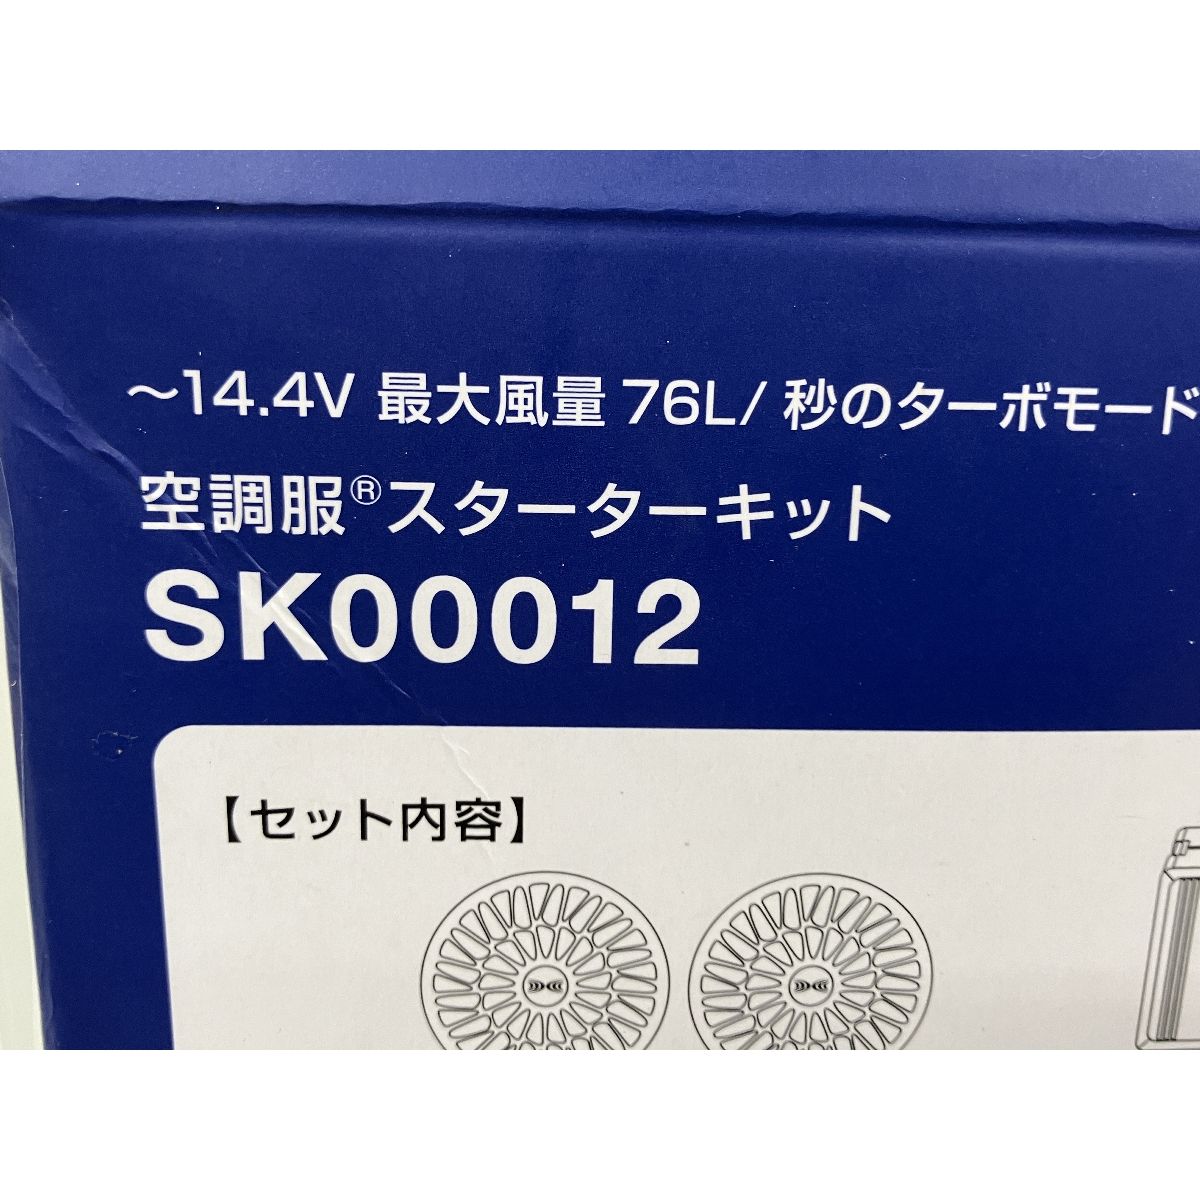 ～14.4V 最大風量 76L/ 秒のターボモード
空調服®スターターキット
SK00012
【セット内容】